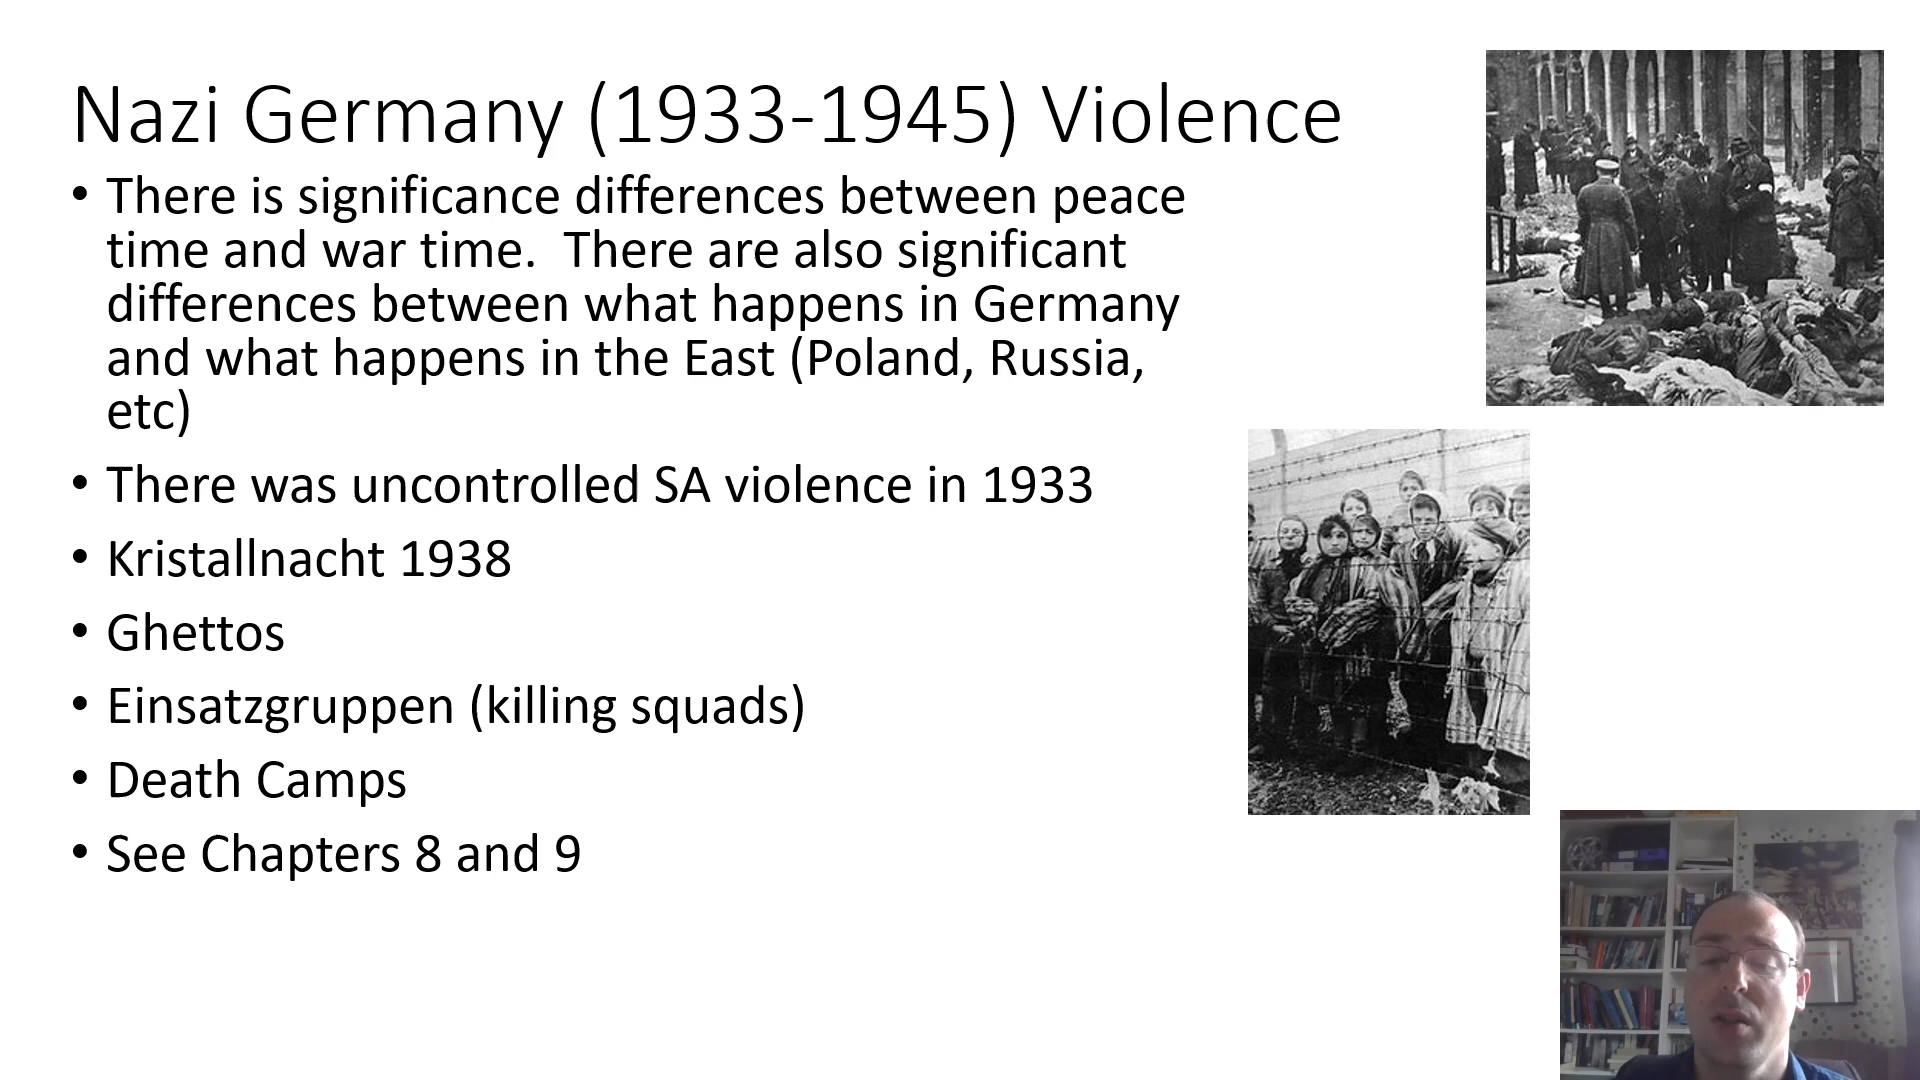 Nazi Germany (1933-1945) Violence
• There is significance differences between peace
time and war time.  There are also significant
differences between what happens in Germany
and what happens in the East (Poland, Russia,
etc)
• There was uncontrolled SA violence in 1933
• Kristallnacht 1938
• Ghettos
• Einsatzgruppen (killing squads)
• Death Camps
• See Chapters 8 and 9